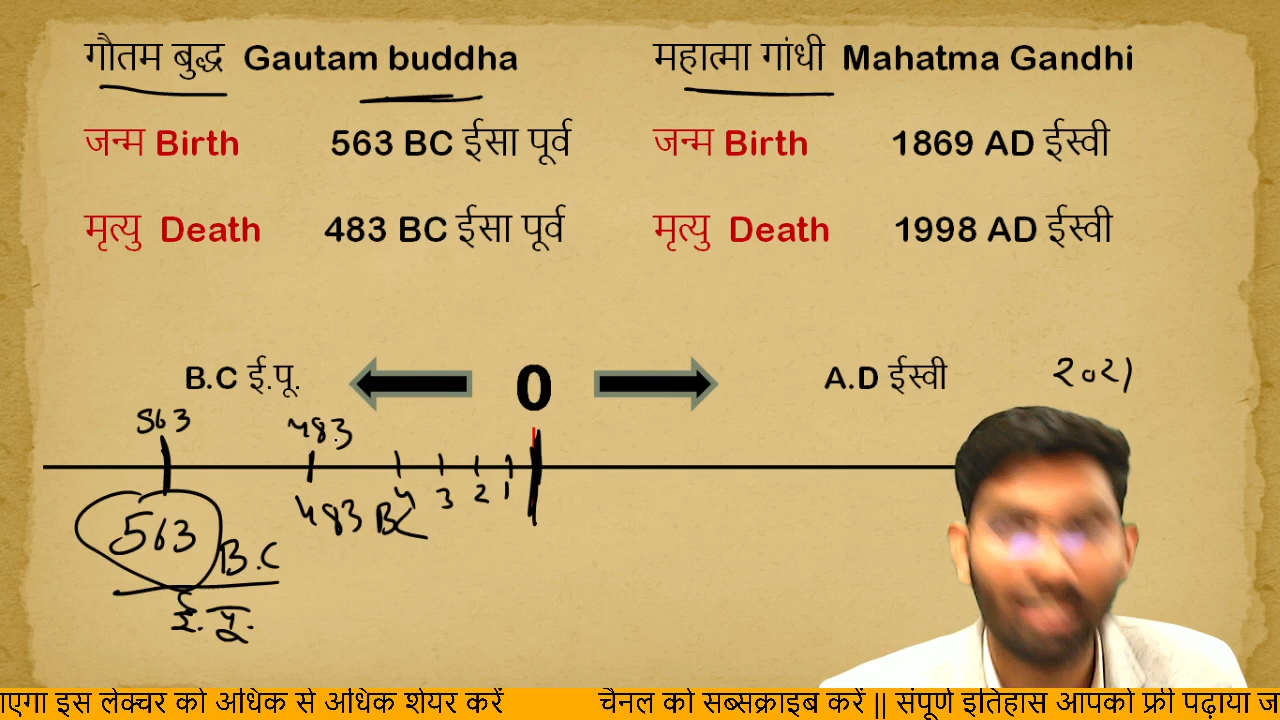 गौतम बुद्ध Gautam buddha
महात्मा गांधी Mahatma Gandhi
जन्म Birth 563 BC ईसा पूर्व
जन्म Birth 1869 AD ईस्वी
मृत्यु Death 483 BC ईसा पूर्व
मृत्यु Death 1998 AD ईस्वी
B.C ई.पू. 0 A.D ईस्वी 2021
563 483
4 3 2 1
483 BC
563 B.C
ई.पू.
एगा इस लेक्चर को अधिक से अधिक शेयर करें चैनल को सब्सक्राइब करें || संपूर्ण इतिहास आपको फ्री पढ़ाया ज